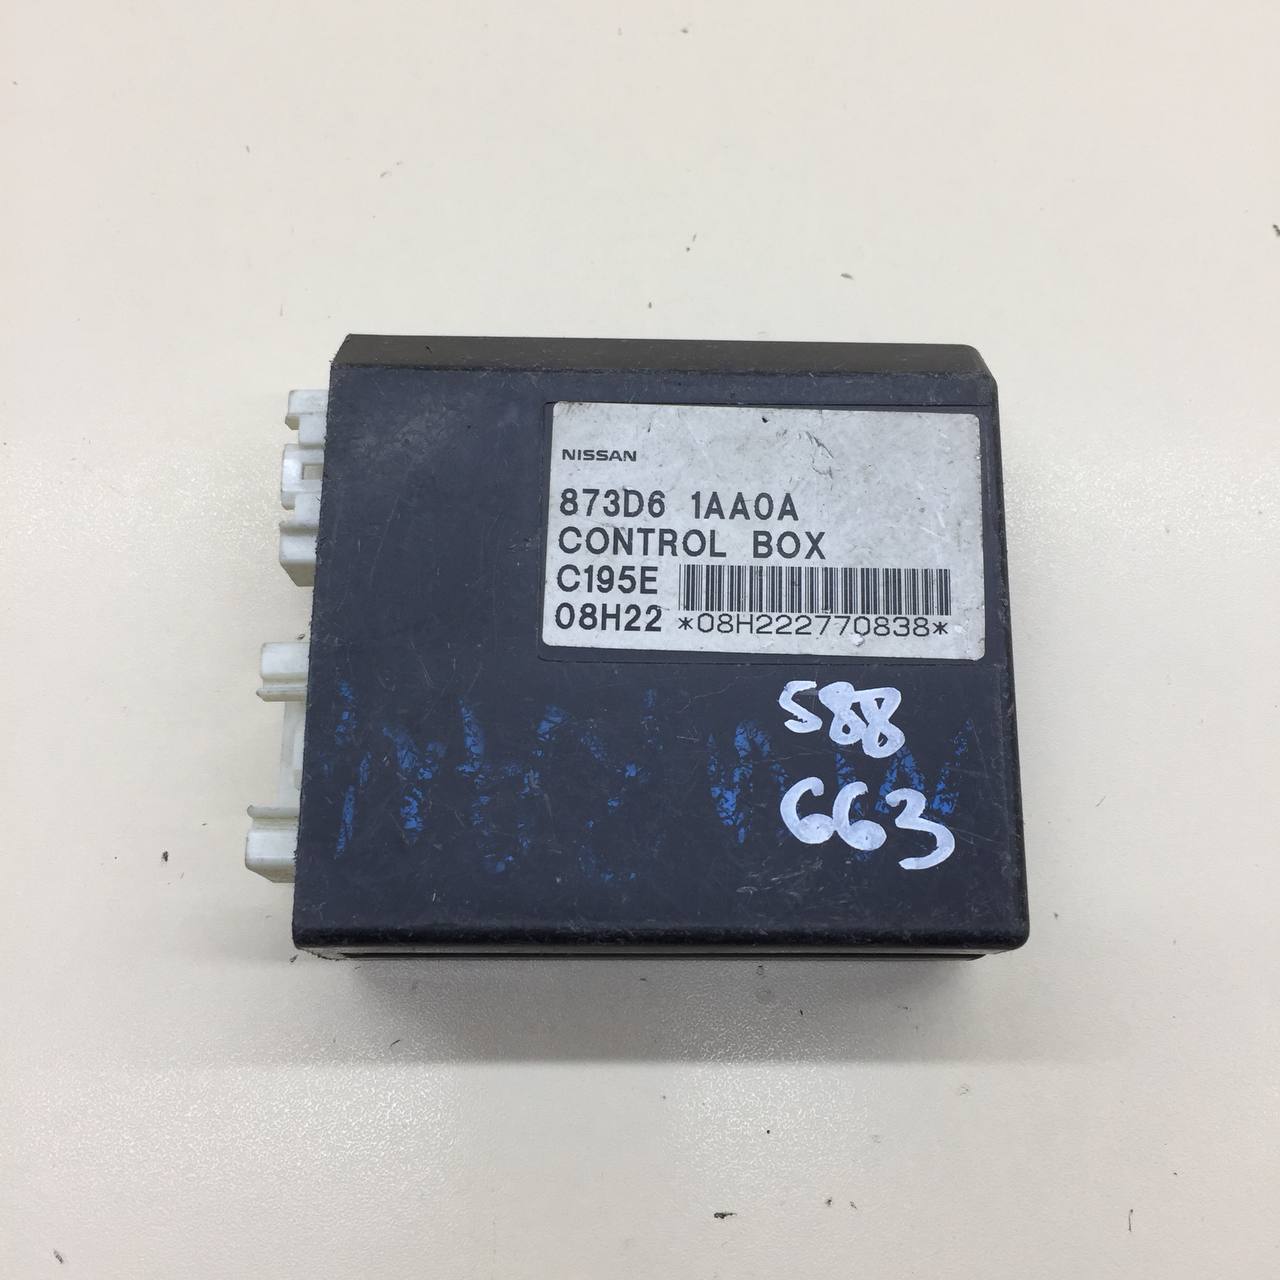 NISSAN
873D6 1AA0A
CONTROL BOX
C195E
08H22 *08H222770838*
588
663